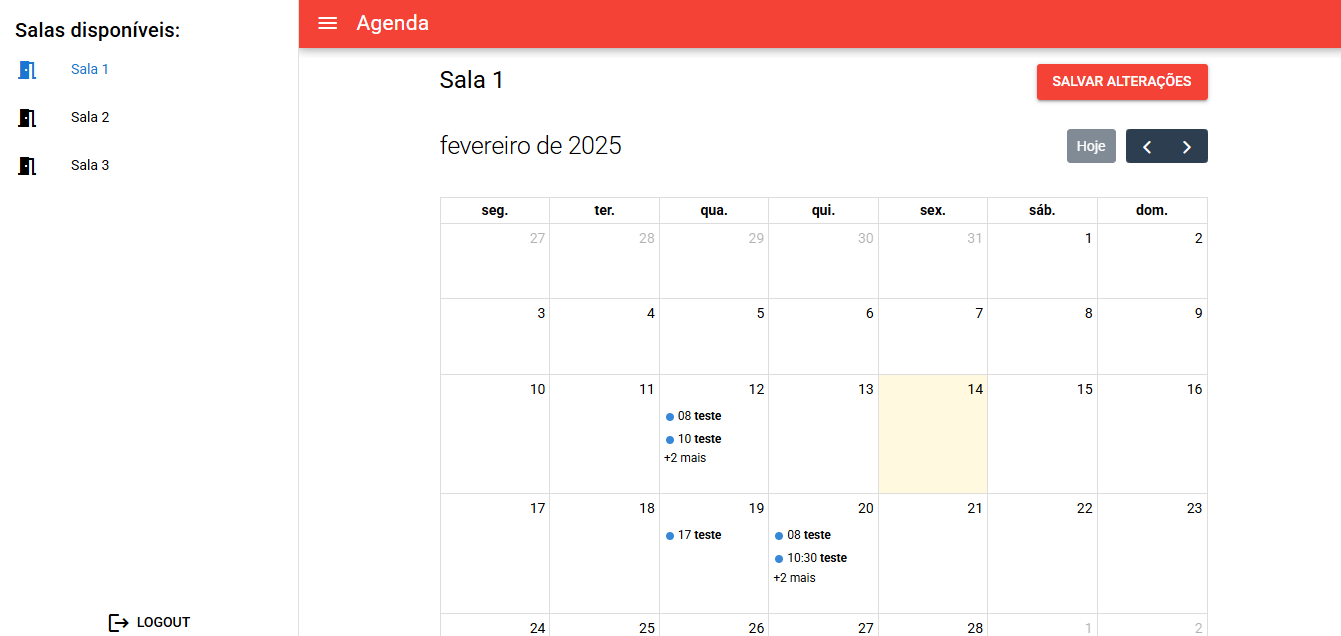 Salas disponíveis:
Sala 1
Sala 2
Sala 3
LOGOUT
Agenda
Sala 1
SALVAR ALTERAÇÕES
fevereiro de 2025
Hoje
seg. ter. qua. qui. sex. sáb. dom.
27 28 29 30 31 1 2
3 4 5 6 7 8 9
10 11 12 13 14 15 16
08 teste
10 teste
+2 mais
17 18 19 20 21 22 23
17 teste 08 teste
10:30 teste
+2 mais
24 25 26 27 28 1 2